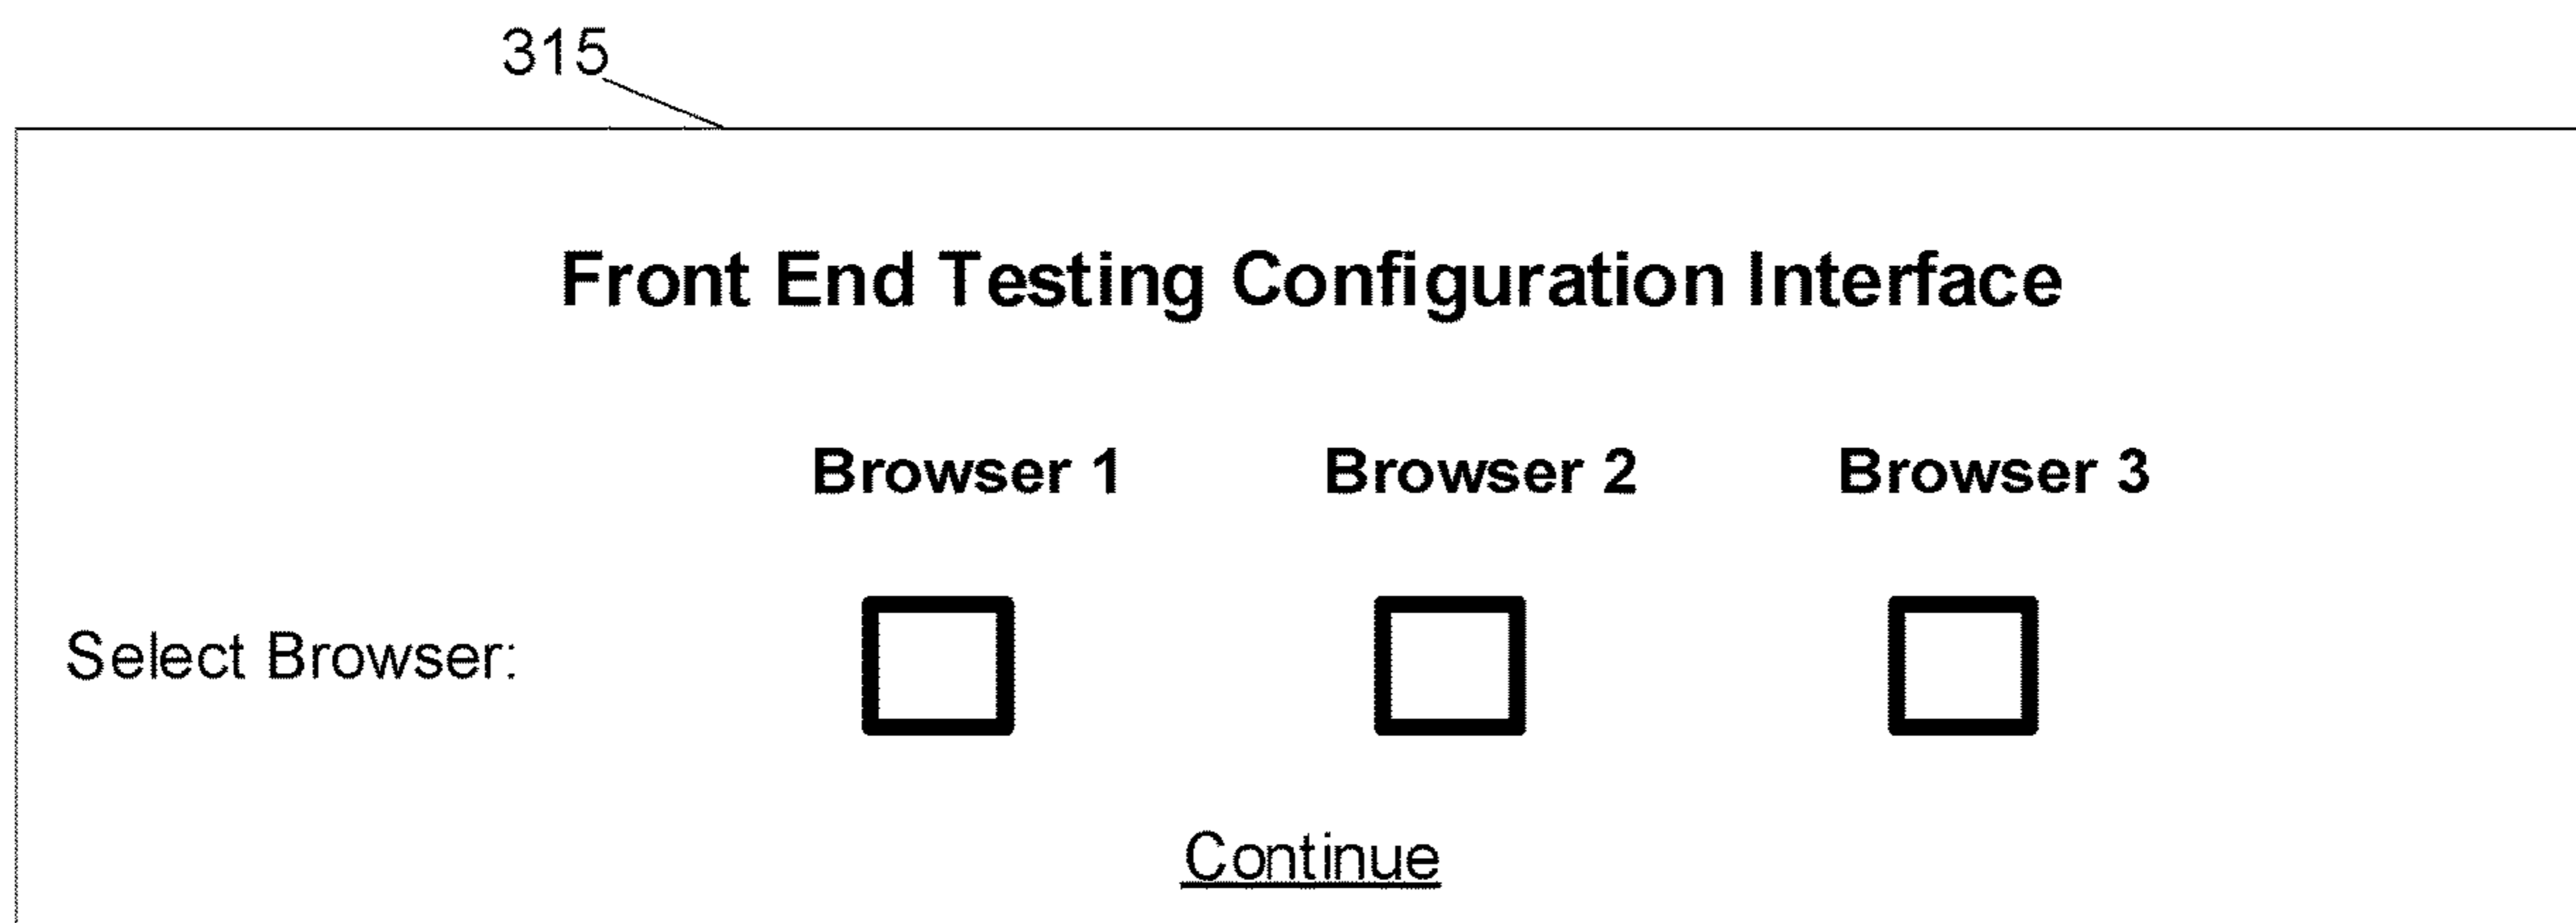 315
Front End Testing Configuration Interface
Browser 1 Browser 2 Browser 3
Select Browser:
Continue